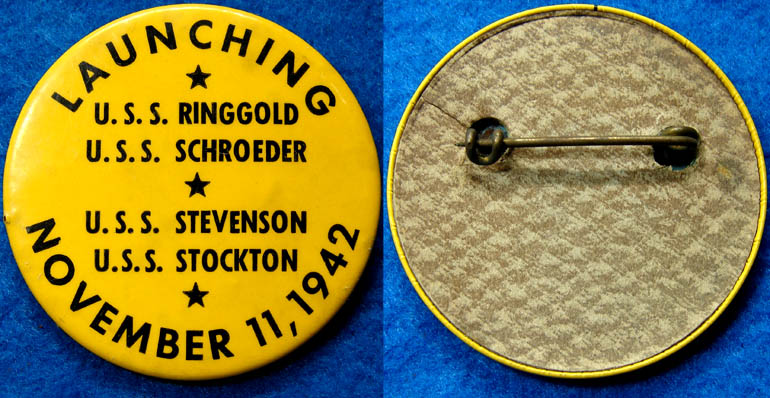 LAUNCHING
U.S.S. RINGGOLD
U.S.S. SCHROEDER
U.S.S. STEVENSON
U.S.S. STOCKTON
NOVEMBER 11, 1942